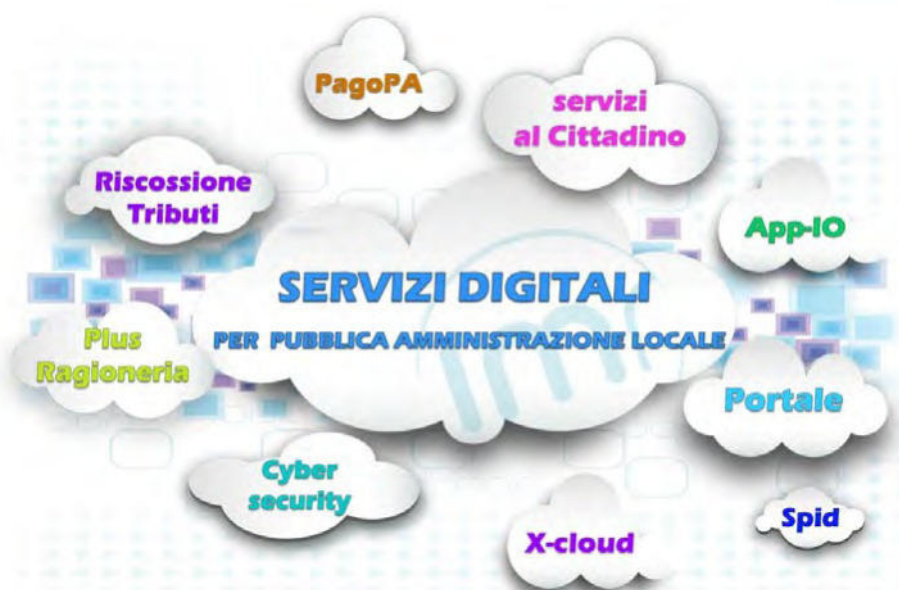 PagoPA
servizi
al Cittadino
Riscossione
Tributi
App-IO
SERVIZI DIGITALI
PER PUBBLICA AMMINISTRAZIONE LOCALE
Plus
Ragioneria
Portale
Cyber
security
X-cloud
Spid